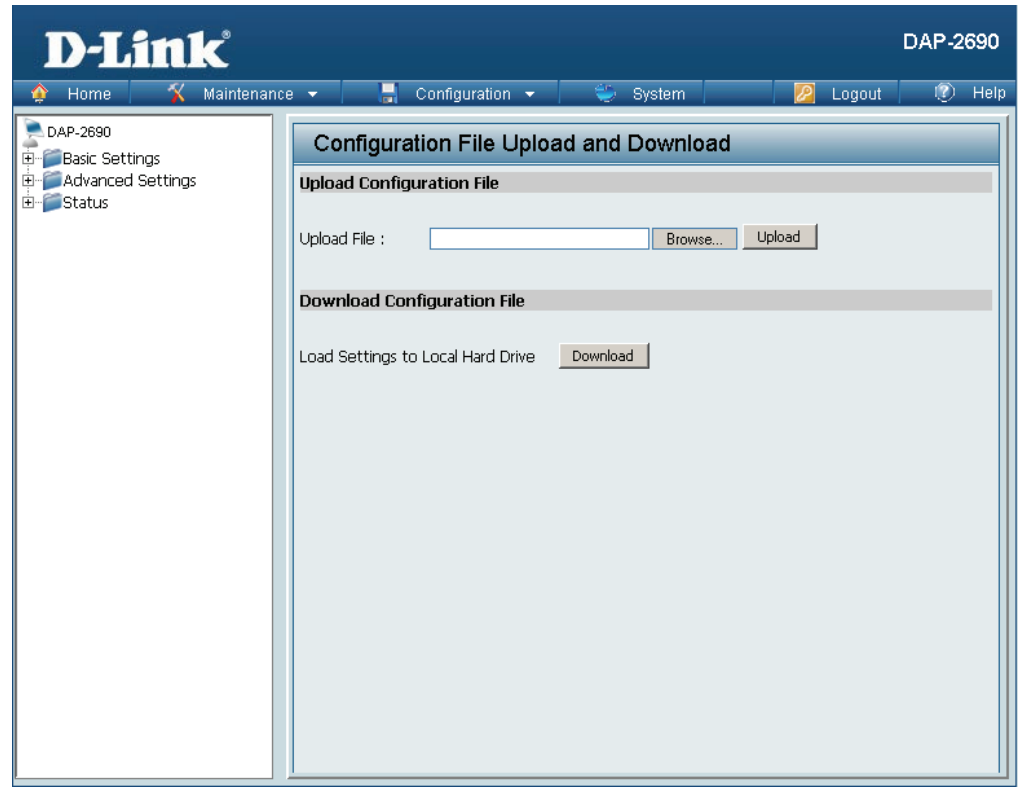 D-Link®
DAP-2690
Home Maintenance Configuration System Logout Help
DAP-2690
Basic Settings
Advanced Settings
Status
Configuration File Upload and Download
Upload Configuration File
Upload File : Browse... Upload
Download Configuration File
Load Settings to Local Hard Drive Download